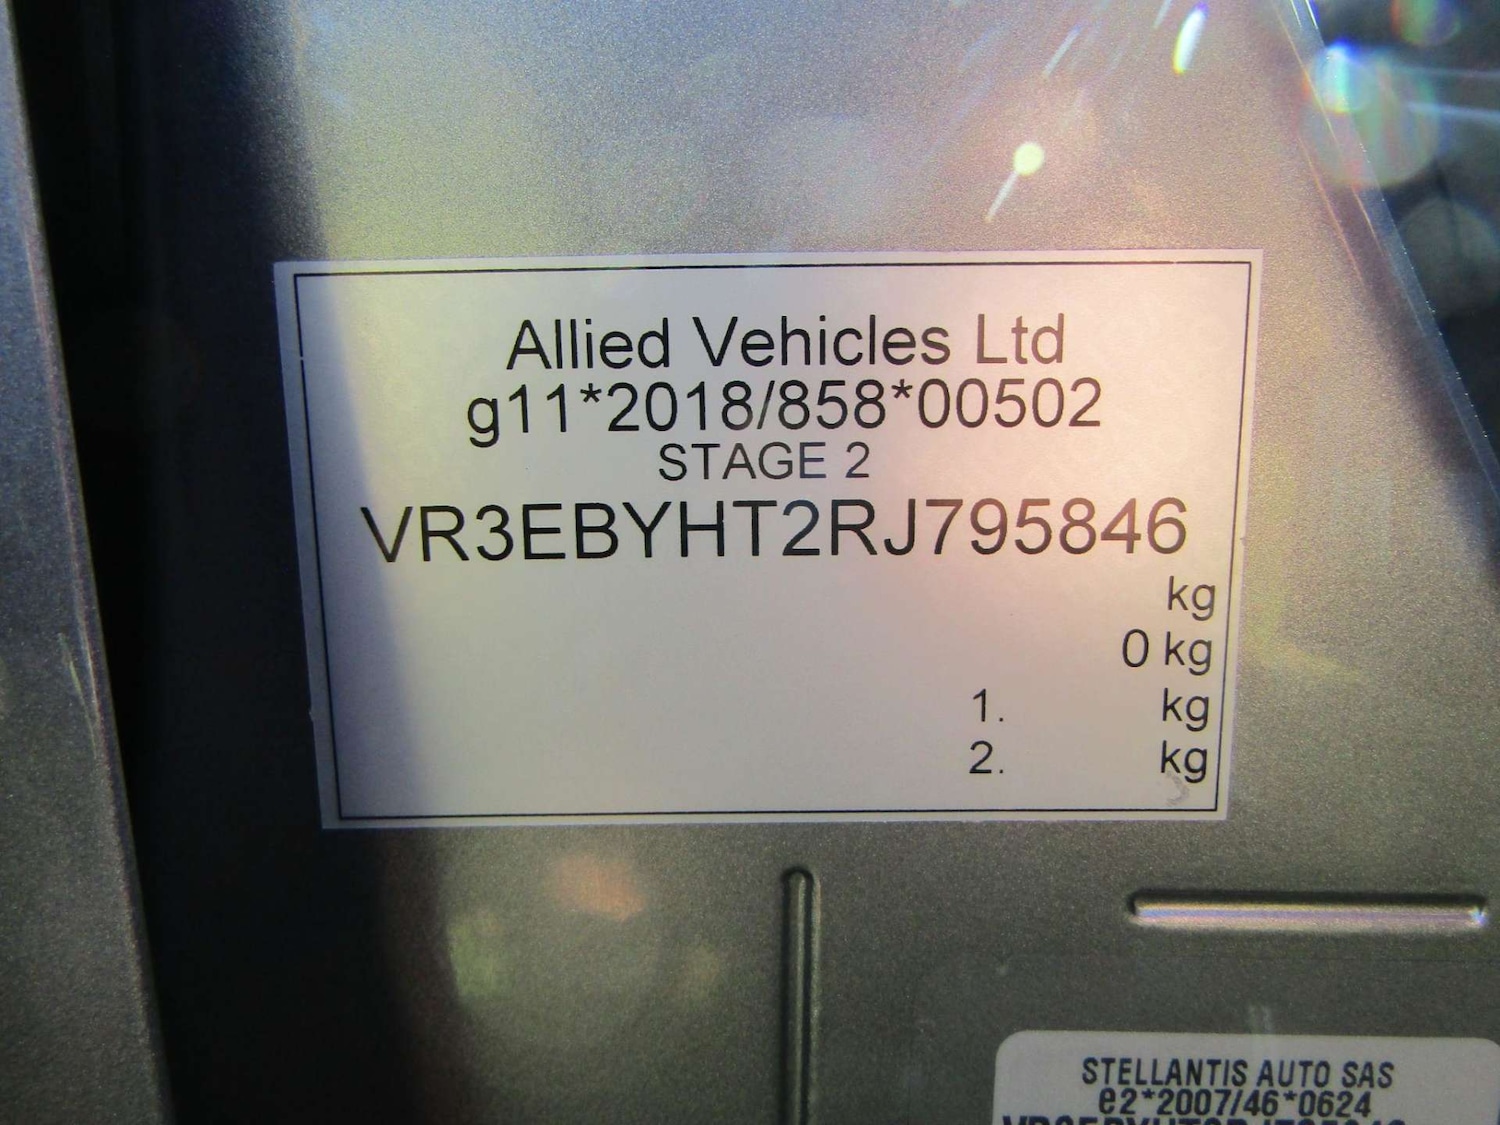 Allied Vehicles Ltd
g11*2018/858*00502
STAGE 2
VR3EBYHT2RJ795846
kg
0 kg
1. kg
2. kg
STELLANTIS AUTO SAS
e2*2007/46*0624